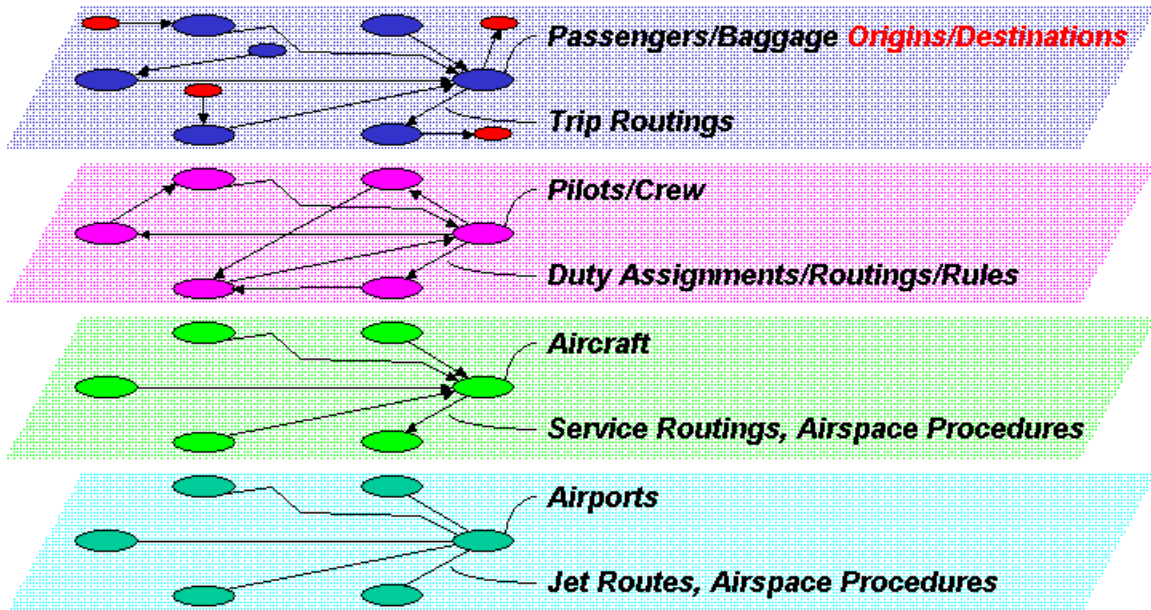 Passengers/Baggage Origins/Destinations
Trip Routings
Pilots/Crew
Duty Assignments/Routings/Rules
Aircraft
Service Routings, Airspace Procedures
Airports
Jet Routes, Airspace Procedures